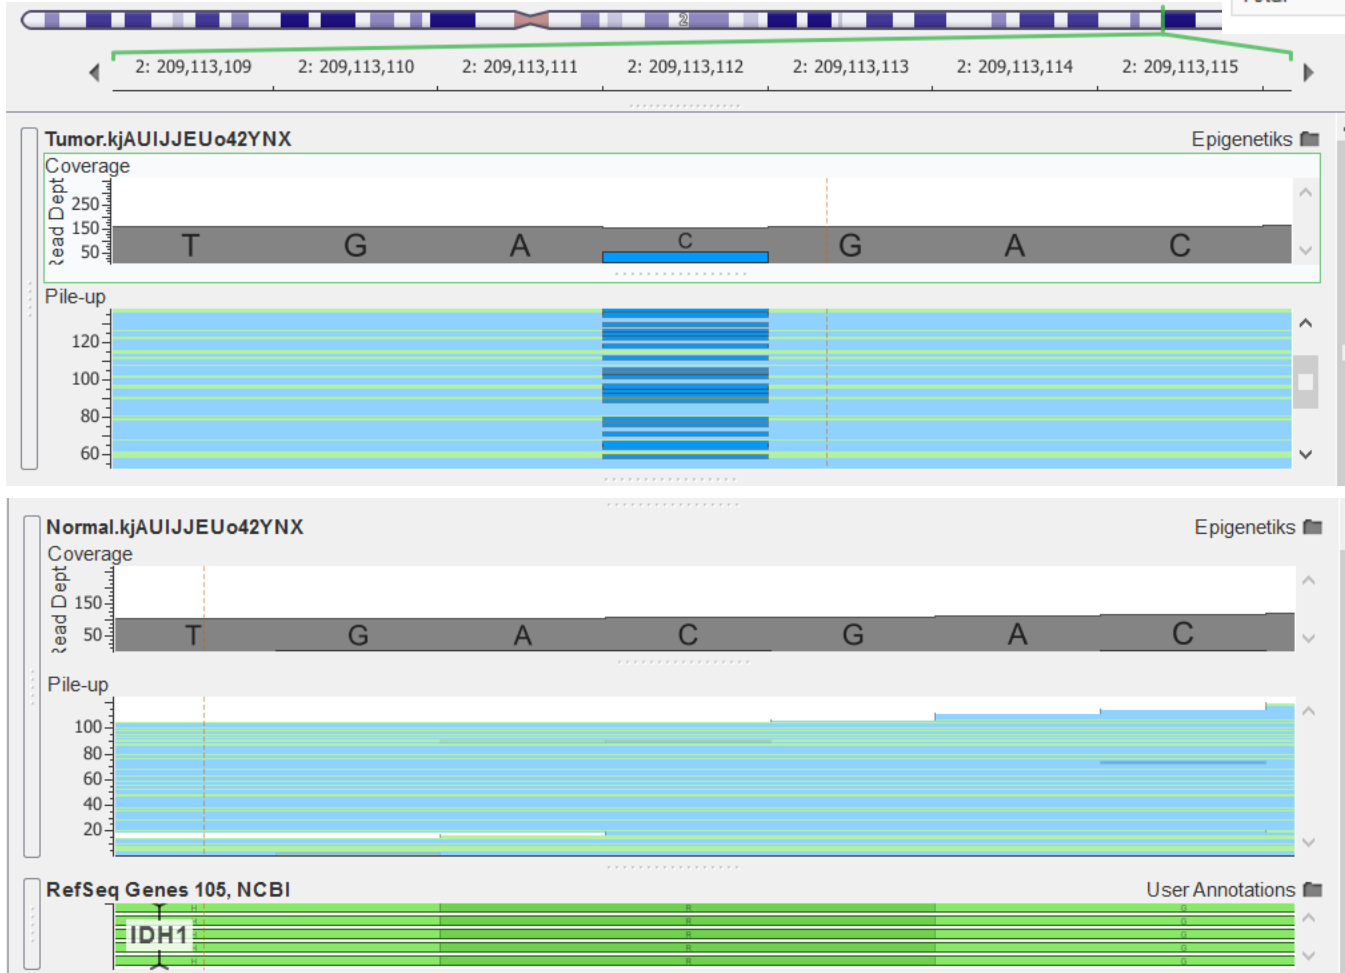 2
2: 209,113,109 2: 209,113,110 2: 209,113,111 2: 209,113,112 2: 209,113,113 2: 209,113,114 2: 209,113,115
Tumor.kjAUIJJEUo42YNX Epigenetiks
Coverage
Read Dept
250
150
50
T G A C G A C
Pile-up
120
100
80
60
Normal.kjAUIJJEUo42YNX Epigenetiks
Coverage
Read Dept
150
50
T G A C G A C
Pile-up
100
80
60
40
20
RefSeq Genes 105, NCBI User Annotations
H R G
R G
IDH1 H R G
R G
H R G